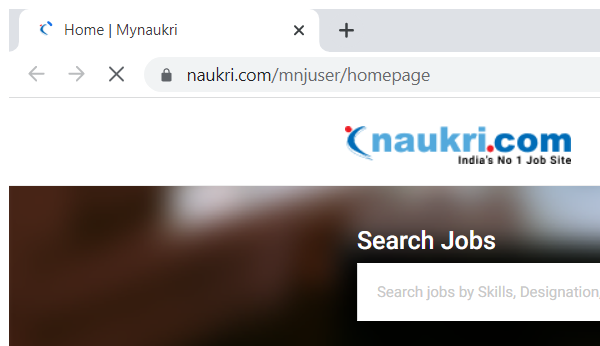 Home | Mynaukri
naukri.com/mnjuser/homepage
naukri.com
India's No 1 Job Site
Search Jobs
Search jobs by Skills, Designation,